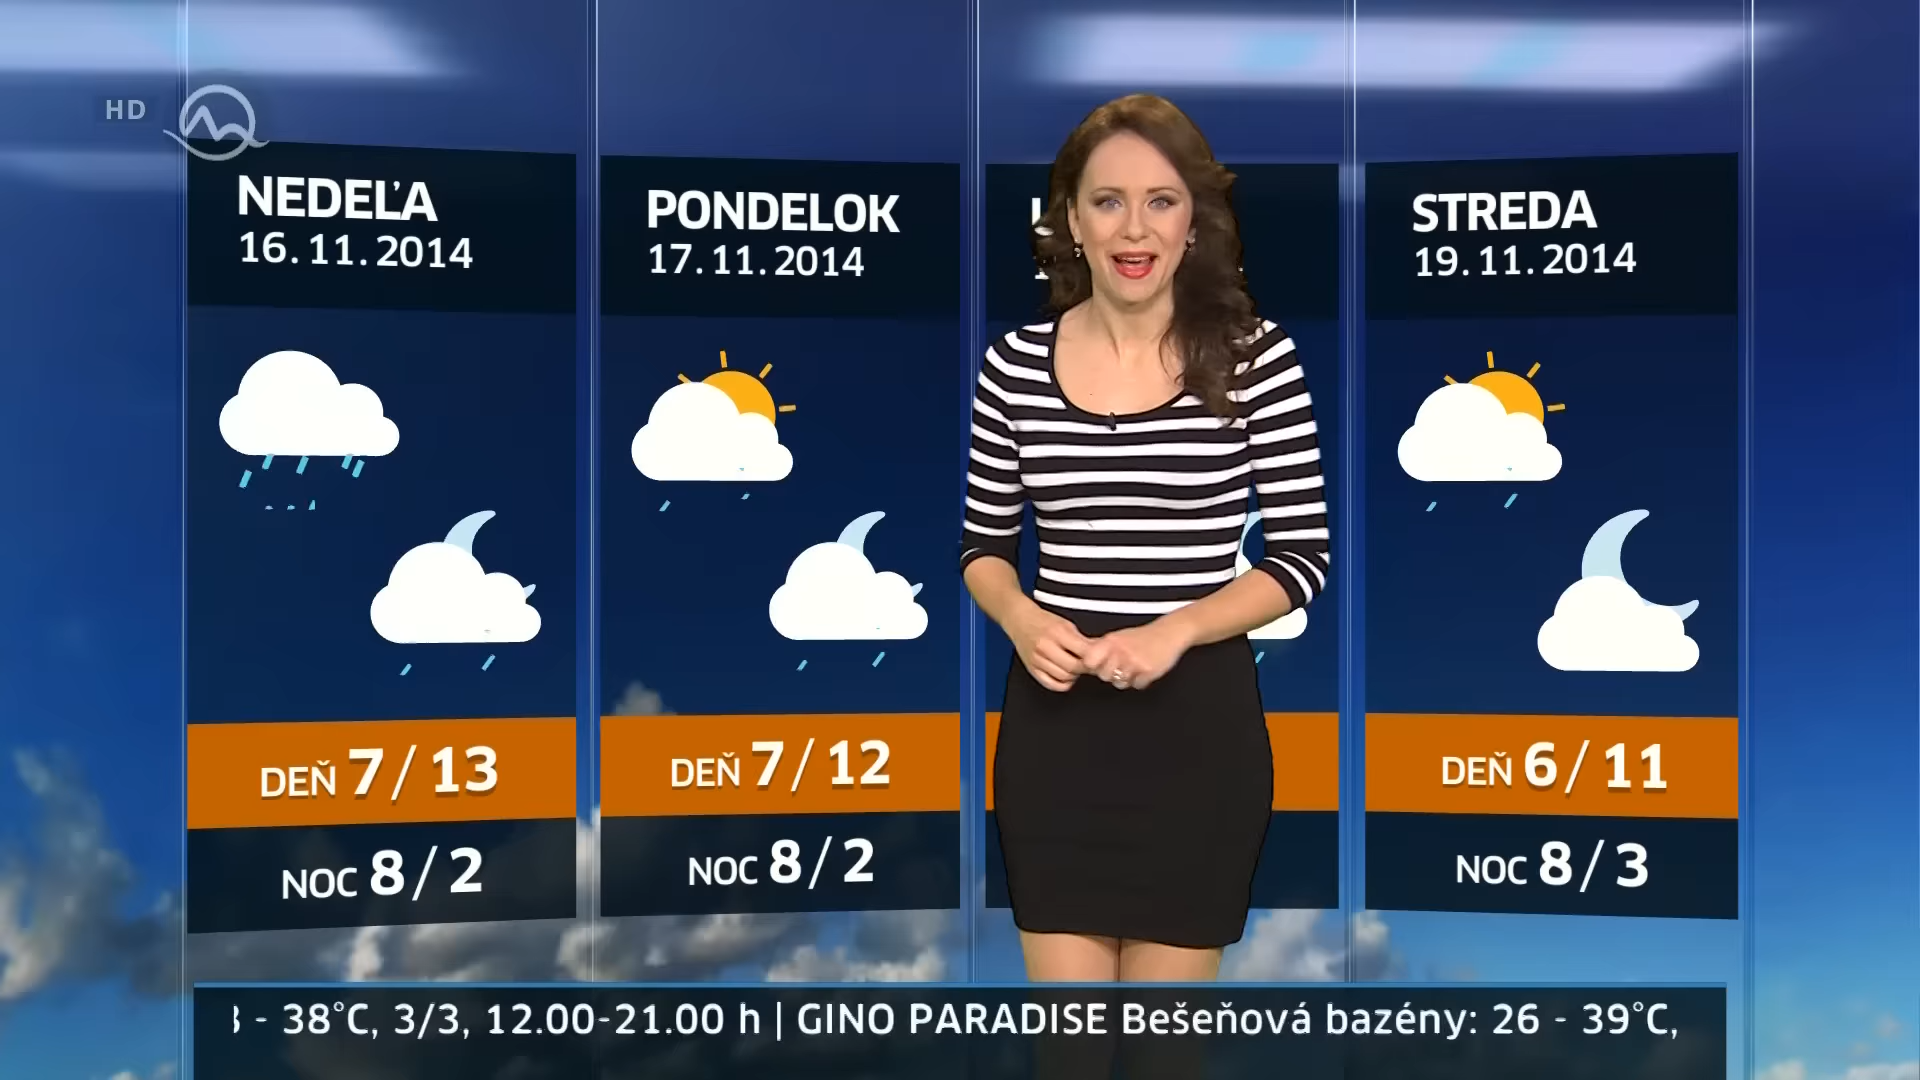 HD
NEDEĽA
16.11.2014
PONDELOK
17.11.2014
STREDA
19.11.2014
DEŇ 7/13
DEŇ 7/12
DEŇ 6/11
NOC 8/2
NOC 8/2
NOC 8/3
- 38°C, 3/3, 12.00-21.00 h | GINO PARADISE Bešeňová bazény: 26 - 39°C,